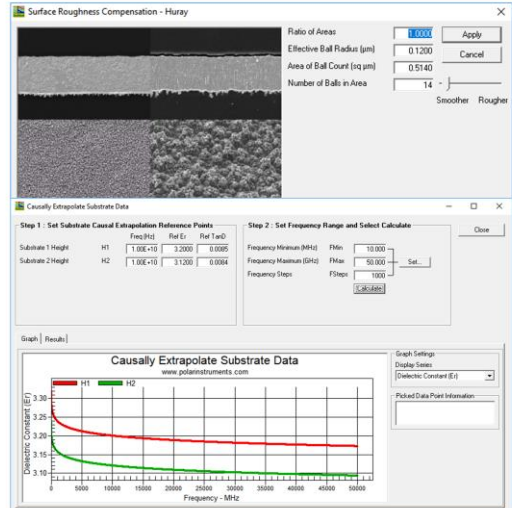 Surface Roughness Compensation - Huray
Ratio of Areas 1.0000 Apply
Effective Ball Radius (µm) 0.1200 Cancel
Area of Ball Count (sq µm) 0.5140
Number of Balls in Area 14 -
Smoother Rougher
Causally Extrapolate Substrate Data
Step 1 : Set Substrate Causal Extrapolation Reference Points
Freq (Hz) Ref Er Ref TanD
Substrate 1 Height H1 1.00E+10 3.2000 0.0085
Substrate 2 Height H2 1.00E+10 3.1200 0.0084
Step 2 : Set Frequency Range and Select Calculate
Frequency Minimum (MHz) FMin 10.000
Frequency Maximum (GHz) FMax 50.000 Set...
Frequency Steps FSteps 1000
Calculate
Close
Graph Results
Causally Extrapolate Substrate Data
www.polarinstruments.com
H1 H2
Dielectric Constant (Er)
3.30
3.25
3.20
3.15
3.10
0 5000 10000 15000 20000 25000 30000 35000 40000 45000 50000
Frequency - MHz
Graph Settings
Display Series
Dielectric Constant (Er)
Picked Data Point Information